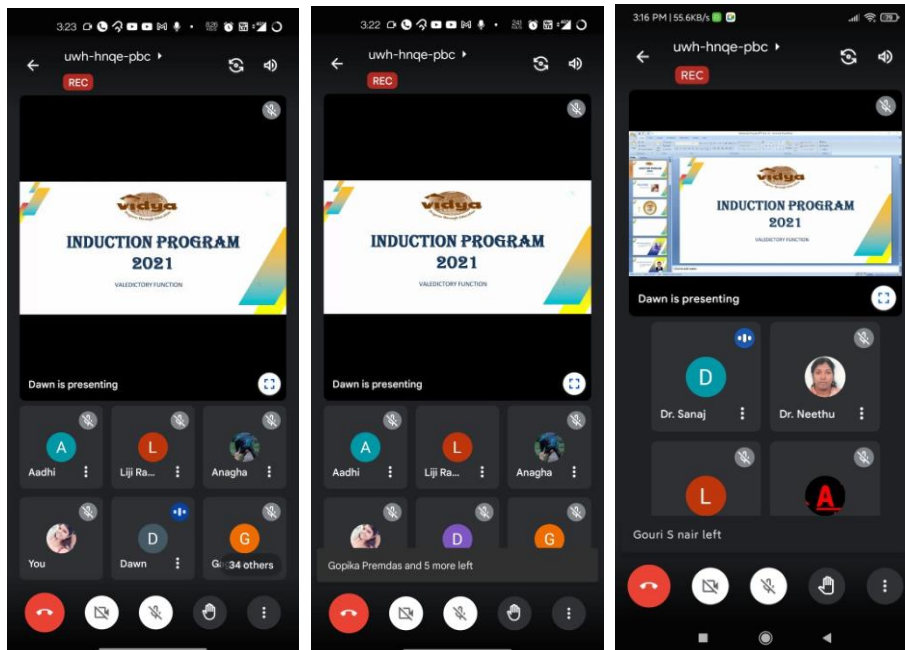 3:23
uwh-hnqe-pbc
REC
vidya
INDUCTION PROGRAM
2021
VALEDICTORY FUNCTION
Dawn is presenting
A
L
Aadhi
Liji Ra...
Anagha
D
G
You
Dawn
34 others
3:22
uwh-hnqe-pbc
REC
vidya
INDUCTION PROGRAM
2021
VALEDICTORY FUNCTION
Dawn is presenting
A
L
Aadhi
Liji Ra...
Anagha
D
G
Gopika Premdas and 5 more left
3:16 PM | 55.6KB/s
uwh-hnqe-pbc
REC
vidya
INDUCTION PROGRAM
2021
VALEDICTORY FUNCTION
Dawn is presenting
D
Dr. Sanaj
Dr. Neethu
L
A
Gouri S nair left